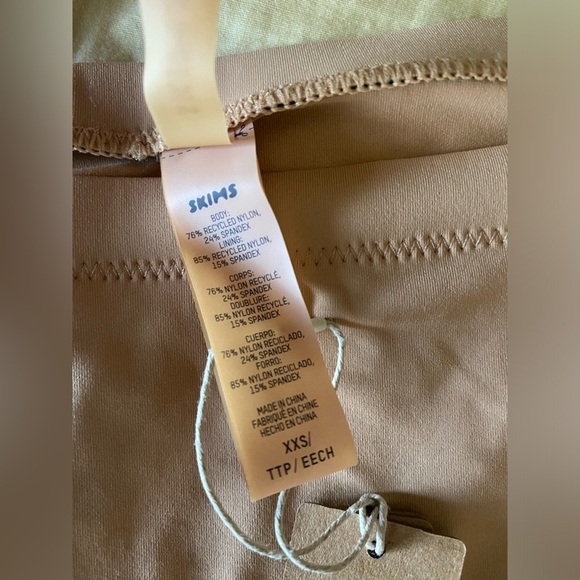 SKIMS
BODY:
76% RECYCLED NYLON,
24% SPANDEX
LINING:
85% RECYCLED NYLON,
15% SPANDEX
CORPS:
76% NYLON RECYCLÉ,
24% SPANDEX
DOUBLURE:
85% NYLON RECYCLÉ,
15% SPANDEX
CUERPO:
76% NYLON RECICLADO,
24% SPANDEX
FORRO:
85% NYLON RECICLADO,
15% SPANDEX
MADE IN CHINA
FABRIQUÉ EN CHINE
HECHO EN CHINA
XXS/
TTP/ EECH